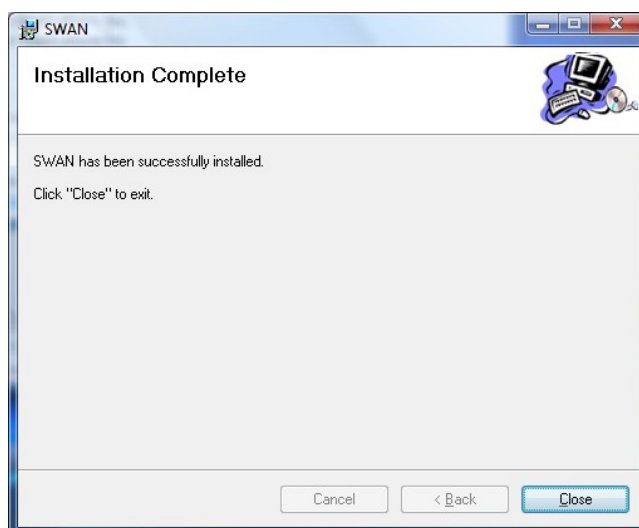 SWAN
Installation Complete
SWAN has been successfully installed.
Click "Close" to exit.
Cancel
< Back
Close